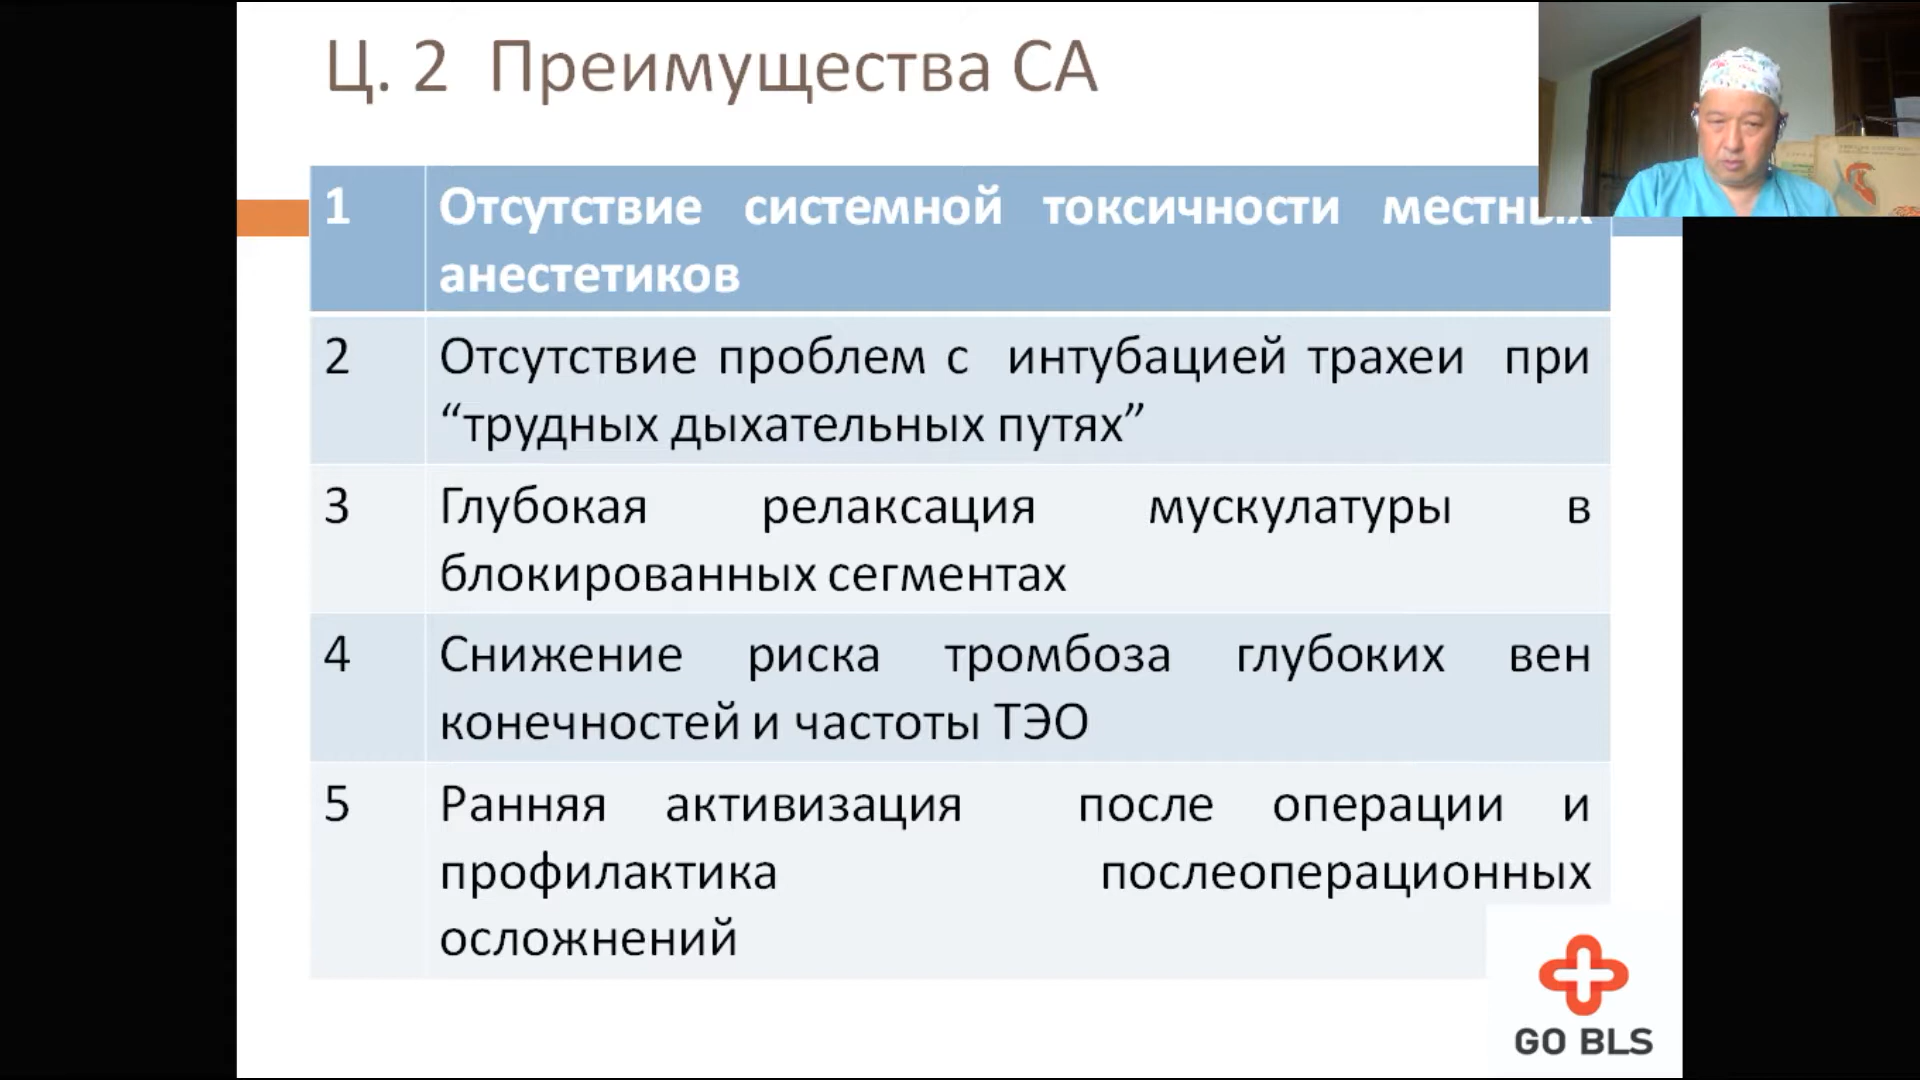 Ц. 2 Преимущества СА
1 Отсутствие системной токсичности местных
анестетиков
2 Отсутствие проблем с интубацией трахеи при
“трудных дыхательных путях”
3 Глубокая релаксация мускулатуры в
блокированных сегментах
4 Снижение риска тромбоза глубоких вен
конечностей и частоты ТЭО
5 Ранняя активизация после операции и
профилактика послеоперационных
осложнений
GO BLS